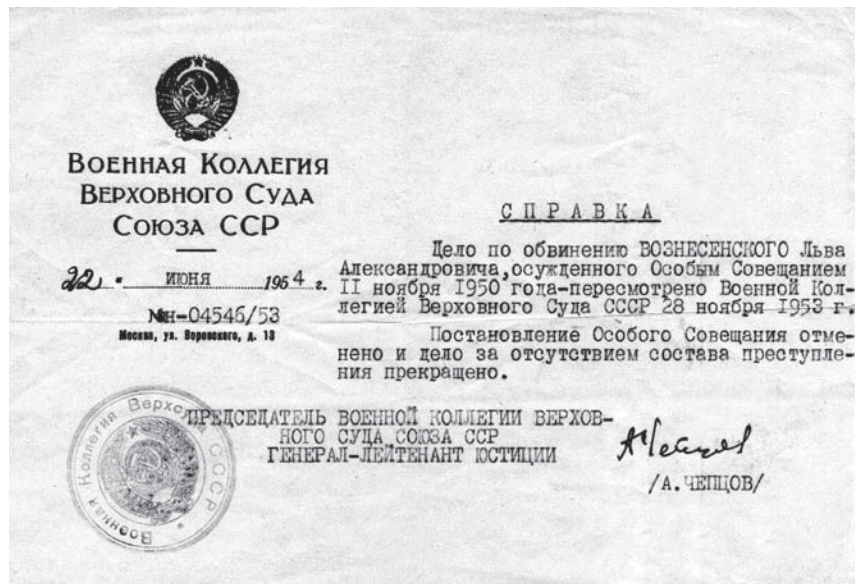 ВОЕННАЯ КОЛЛЕГИЯ
ВЕРХОВНОГО СУДА
СОЮЗА ССР
22 " ИЮНЯ 1954 г.
№н-04546/53
Москва, ул. Воровского, д. 13
СПРАВКА
Дело по обвинению ВОЗНЕСЕНСКОГО Льва
Александровича, осужденного Особым Совещанием
II ноября 1950 года-пересмотрено Военной Кол-
легией Верховного Суда СССР 28 ноября 1953 г.
Постановление Особого Совещания отме-
нено и дело за отсутствием состава преступле-
ния прекращено.
ПРЕДСЕДАТЕЛЬ ВОЕННОЙ КОЛЛЕГИИ ВЕРХОВ-
НОГО СУДА СОЮЗА ССР
ГЕНЕРАЛ-ЛЕЙТЕНАНТ ЮСТИЦИИ
/А.ЧЕПЦОВ/
Военная Коллегия Верхсуда СССР